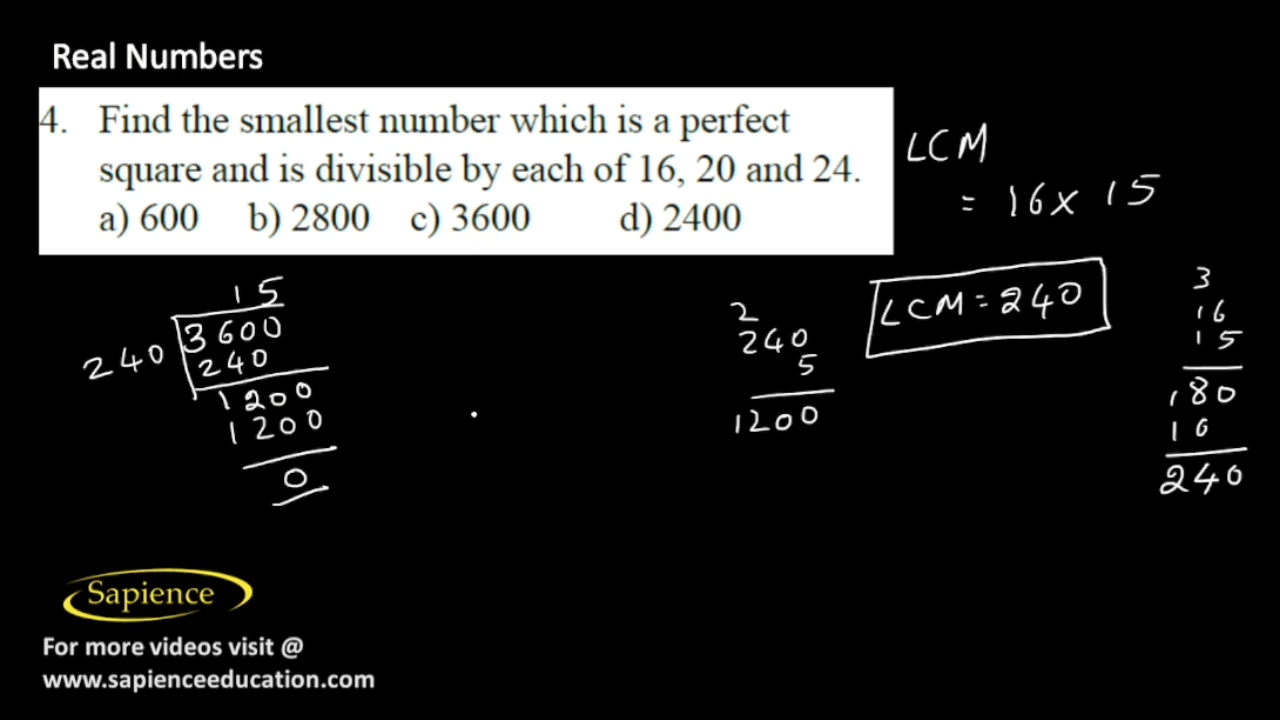 Real Numbers
4. Find the smallest number which is a perfect
square and is divisible by each of 16, 20 and 24.
a) 600 b) 2800 c) 3600 d) 2400
LCM
= 16 x 15
LCM = 240
15
240 3600
240
1200
1200
0
2
240
5
1200
3
16
15
180
16
240
Sapience
For more videos visit @
www.sapienceeducation.com